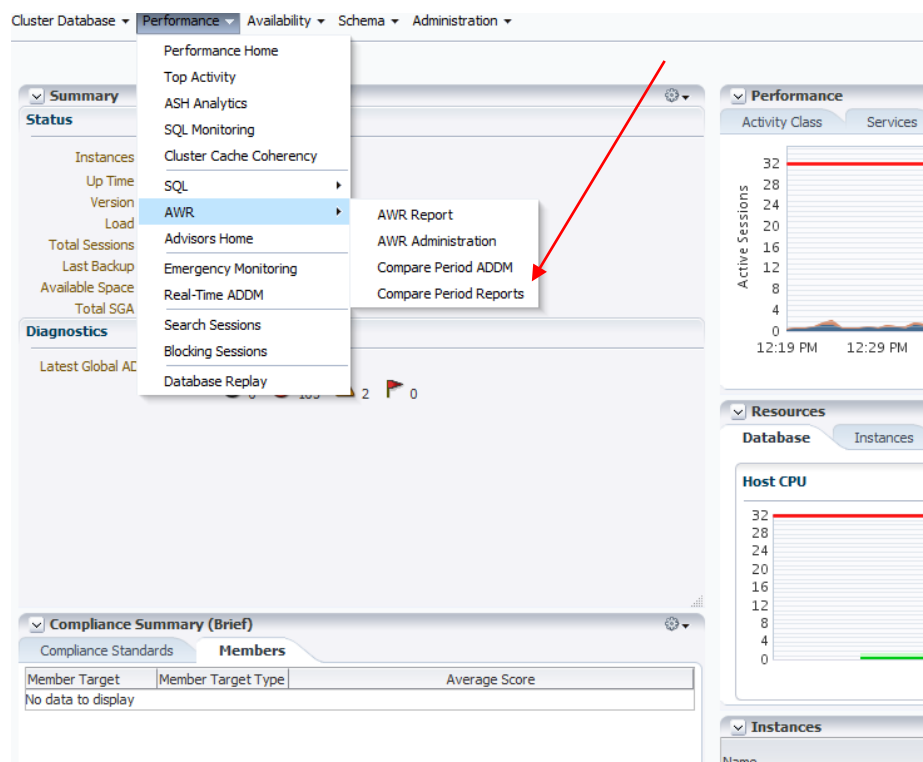 Cluster Database Performance Availability Schema Administration
Performance Home
Top Activity
ASH Analytics
SQL Monitoring
Cluster Cache Coherency
SQL
AWR
Advisors Home
Emergency Monitoring
Real-Time ADDM
Search Sessions
Blocking Sessions
Database Replay
AWR Report
AWR Administration
Compare Period ADDM
Compare Period Reports
Summary
Status
Instances
Up Time
Version
Load
Total Sessions
Last Backup
Available Space
Total SGA
Diagnostics
Latest Global AD
2 0
Compliance Summary (Brief)
Compliance Standards Members
Member Target Member Target Type Average Score
No data to display
Performance
Activity Class Services
Active Sessions
32
28
24
20
16
12
8
4
0
12:19 PM 12:29 PM
Resources
Database Instances
Host CPU
32
28
24
20
16
12
8
4
0
Instances
Name